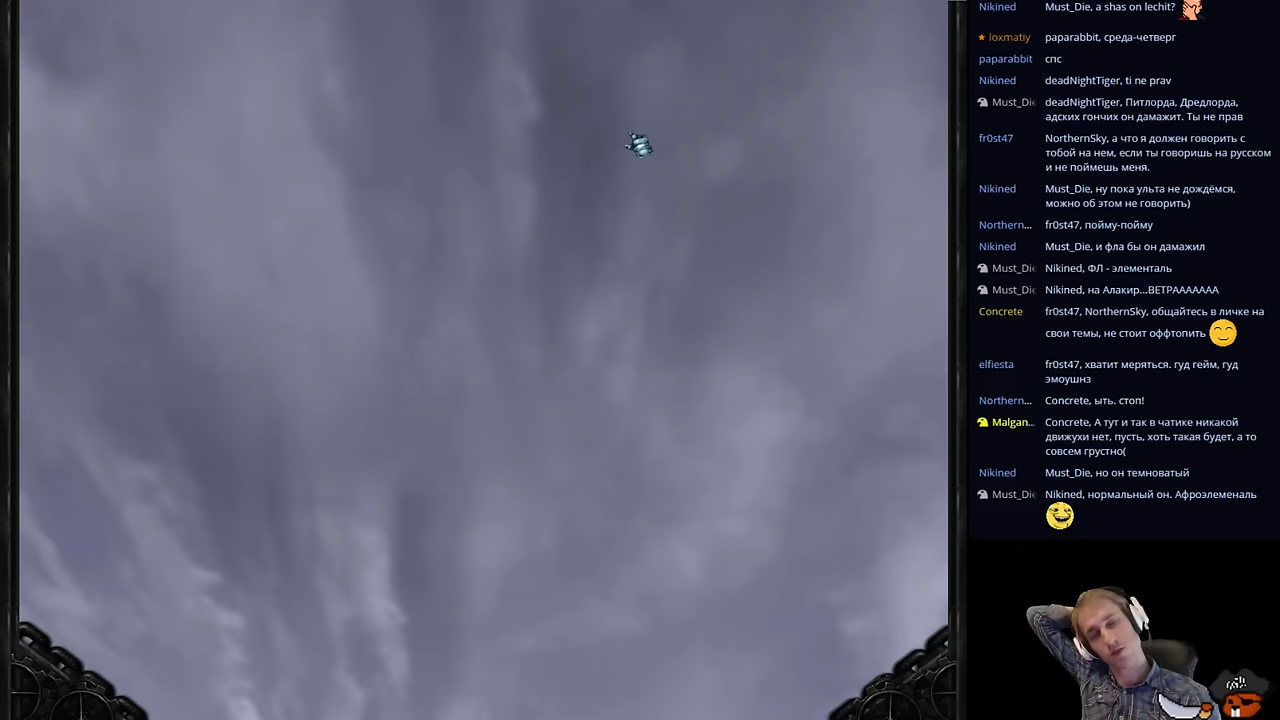 Nikined Must_Die, a shas on lechit?
loxmatiy paparabbit, среда-четверг
paparabbit спс
Nikined deadNightTiger, ti ne prav
Must_Die deadNightTiger, Питлорда, Дредлорда,
адских гончих он дамажит. Ты не прав
fr0st47 NorthernSky, а что я должен говорить с
тобой на нем, если ты говоришь на русском
и не поймешь меня.
Nikined Must_Die, ну пока ульта не дождёмся,
можно об этом не говорить)
Northern... fr0st47, пойму-пойму
Nikined Must_Die, и фла бы он дамажил
Must_Die Nikined, ФЛ - элементаль
Must_Die Nikined, на Алакир...ВЕТРААААААА
Concrete fr0st47, NorthernSky, общайтесь в личке на
свои темы, не стоит оффтопить
elfiesta fr0st47, хватит меряться. гуд гейм, гуд
эмоушнз
Northern... Concrete, ыть. стоп!
Malgan... Concrete, А тут и так в чатике никакой
движухи нет, пусть, хоть такая будет, а то
совсем грустно(
Nikined Must_Die, но он темноватый
Must_Die Nikined, нормальный он. Афроэлеменаль